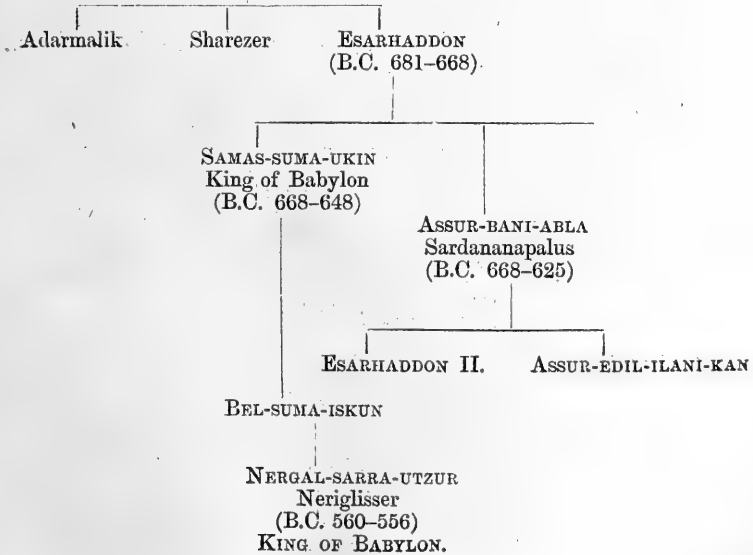 Adarmalik Sharezer ESARHADDON
(B.C. 681–668)
SAMAS-SUMA-UKIN
King of Babylon
(B.C. 668–648)
ASSUR-BANI-ABLA
Sardananapalus
(B.C. 668–625)
ESARHADDON II. ASSUR-EDIL-ILANI-KAN
BEL-SUMA-ISKUN
NERGAL-SARRA-UTZUR
Neriglisser
(B.C. 560–556)
KING OF BABYLON.